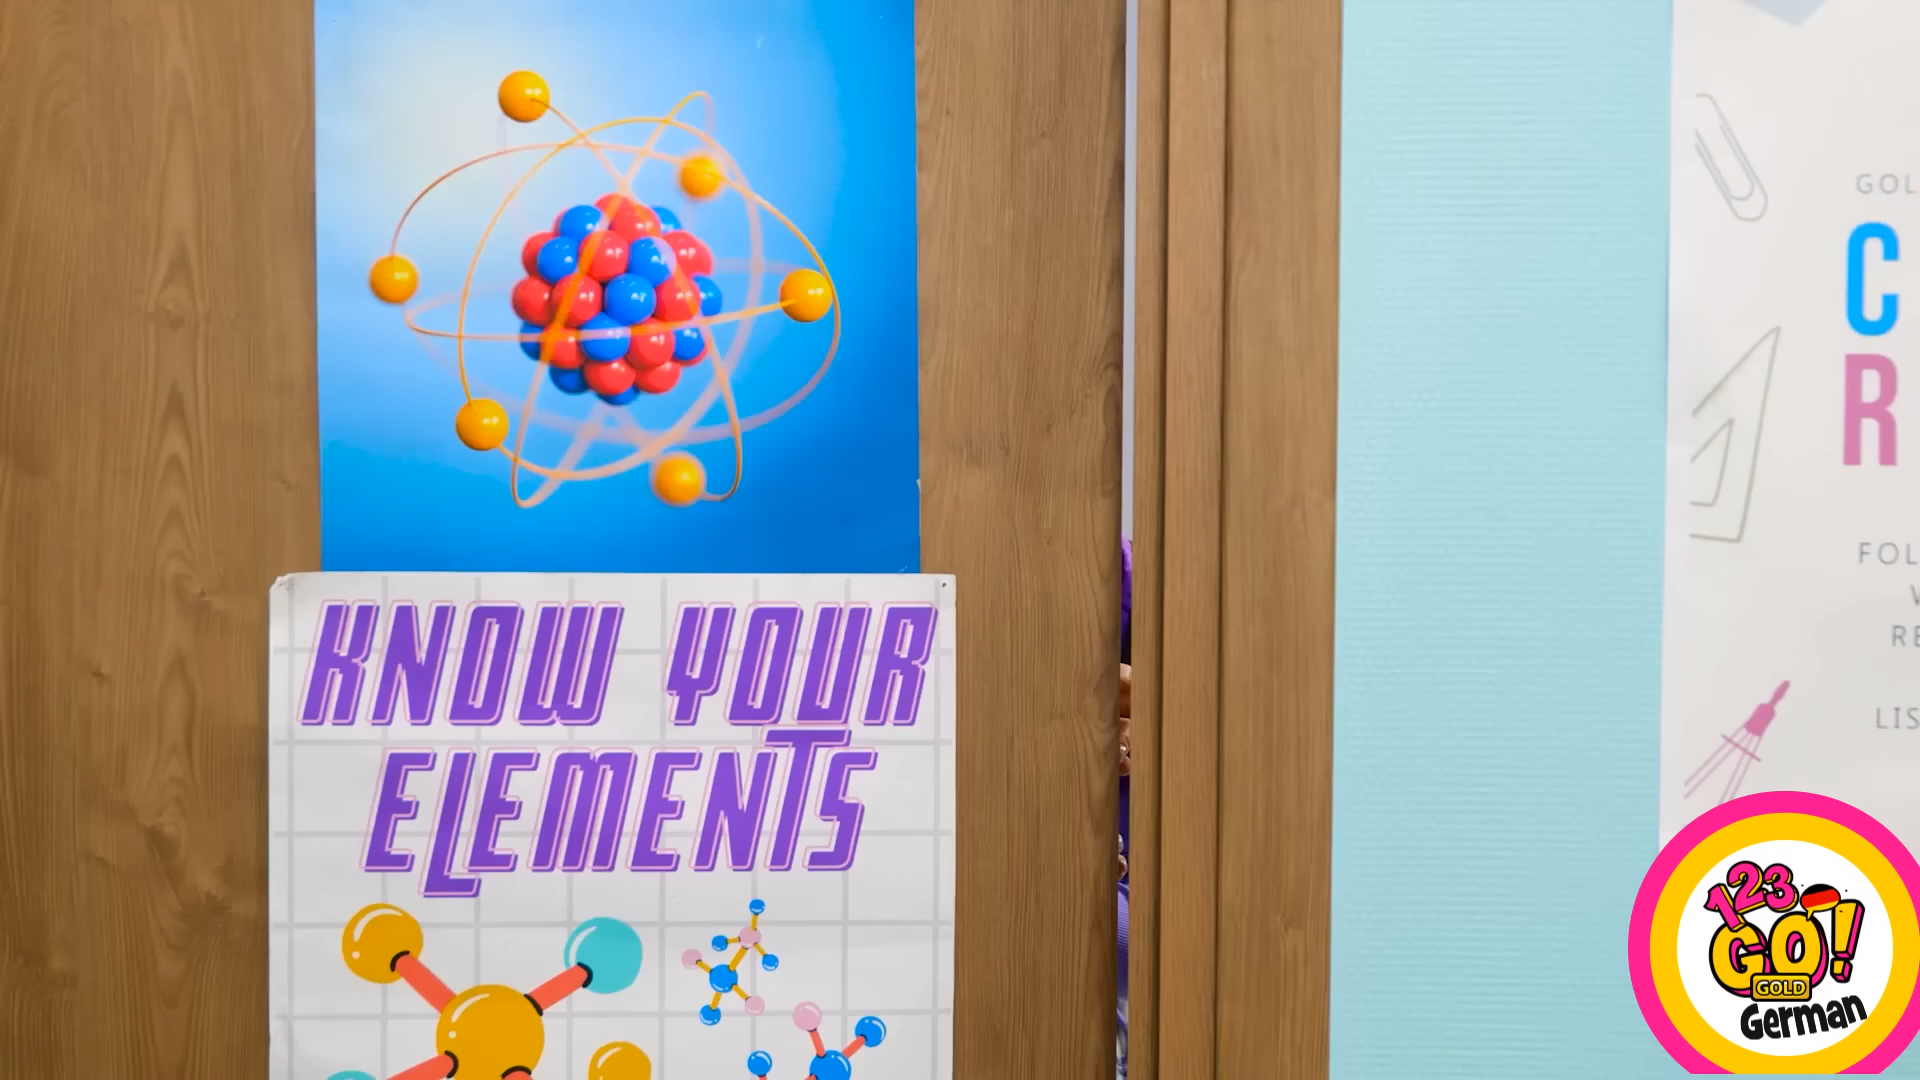 KNOW YOUR
ELEMENTS
GOL
C
R
FOL
RE
LIS
123
GO!
GOLD
German